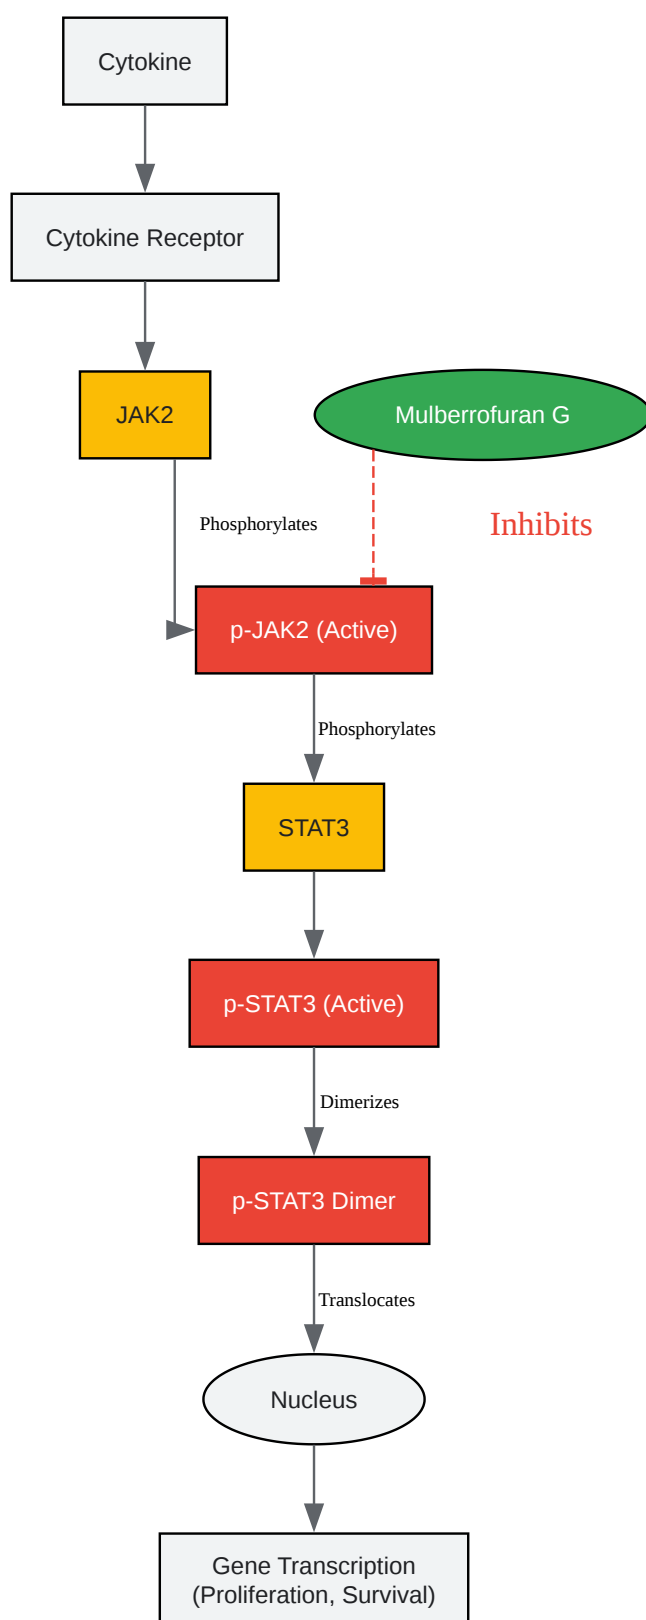 Cytokine
Cytokine Receptor
JAK2
Mulberrofuran G
Phosphorylates
Inhibits
p-JAK2 (Active)
Phosphorylates
STAT3
p-STAT3 (Active)
Dimerizes
p-STAT3 Dimer
Translocates
Nucleus
Gene Transcription
(Proliferation, Survival)